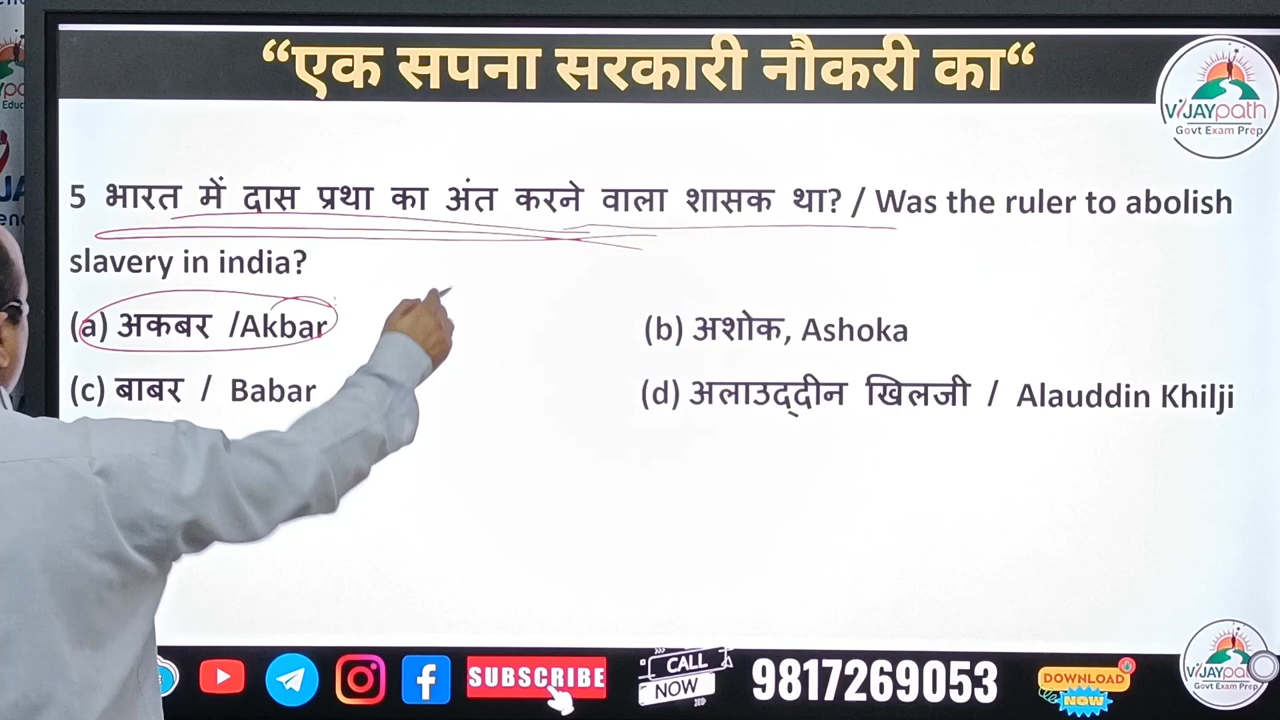 “एक सपना सरकारी नौकरी का“
VIJAYpath
Govt Exam Prep
5 भारत में दास प्रथा का अंत करने वाला शासक था? / Was the ruler to abolish
slavery in india?
(a) अकबर /Akbar
(b) अशोक, Ashoka
(c) बाबर / Babar
(d) अलाउद्दीन खिलजी / Alauddin Khilji
SUBSCRIBE
CALL
NOW
9817269053
DOWNLOAD
NOW
VIJAYpath
Govt Exam Prep